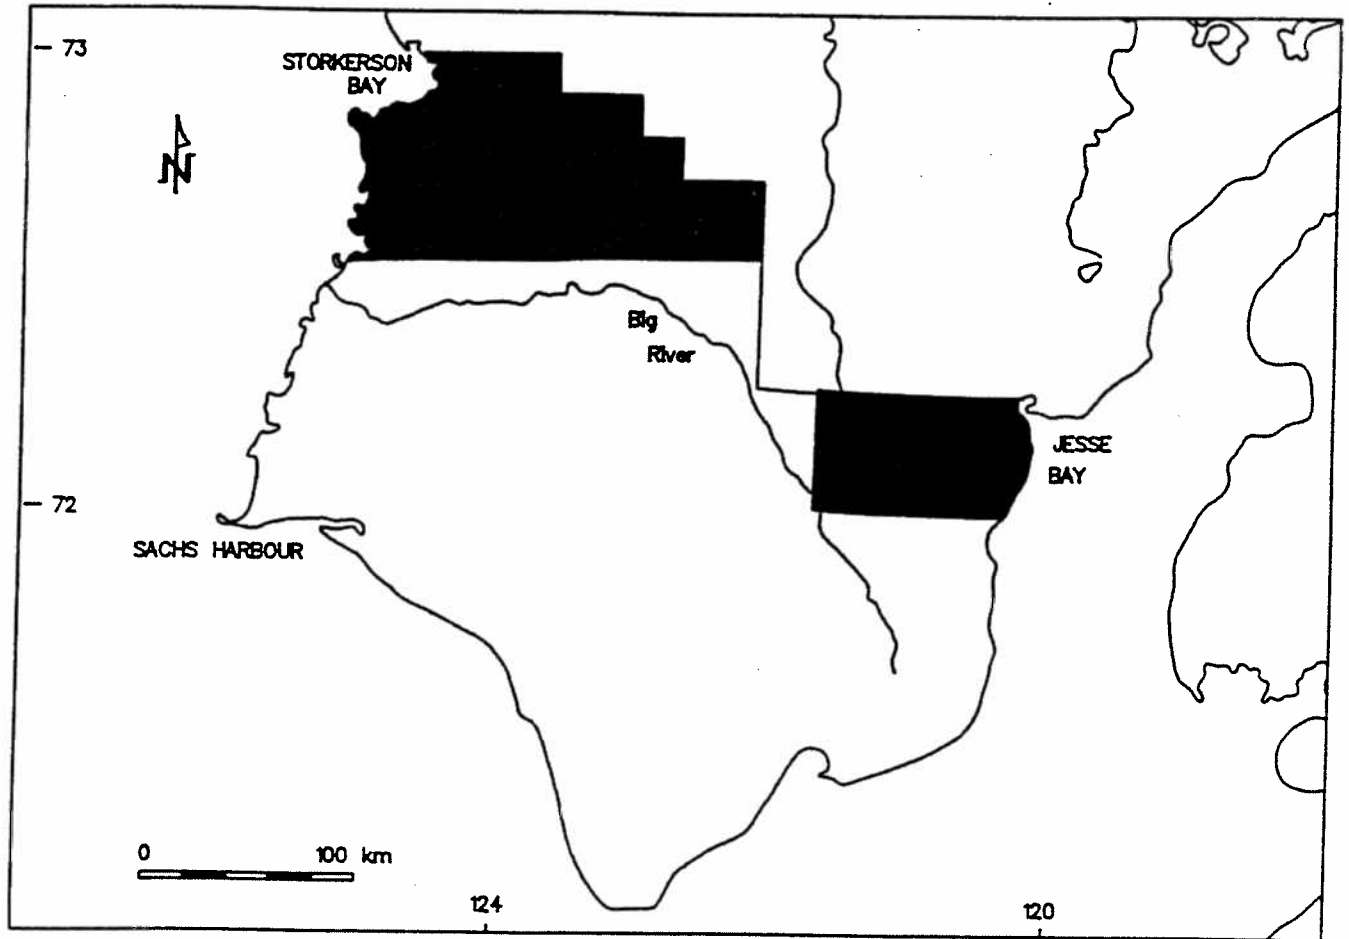 – 73
STORKERSON
BAY
N
Big
River
JESSE
BAY
– 72
SACHS HARBOUR
0 100 km
124
120